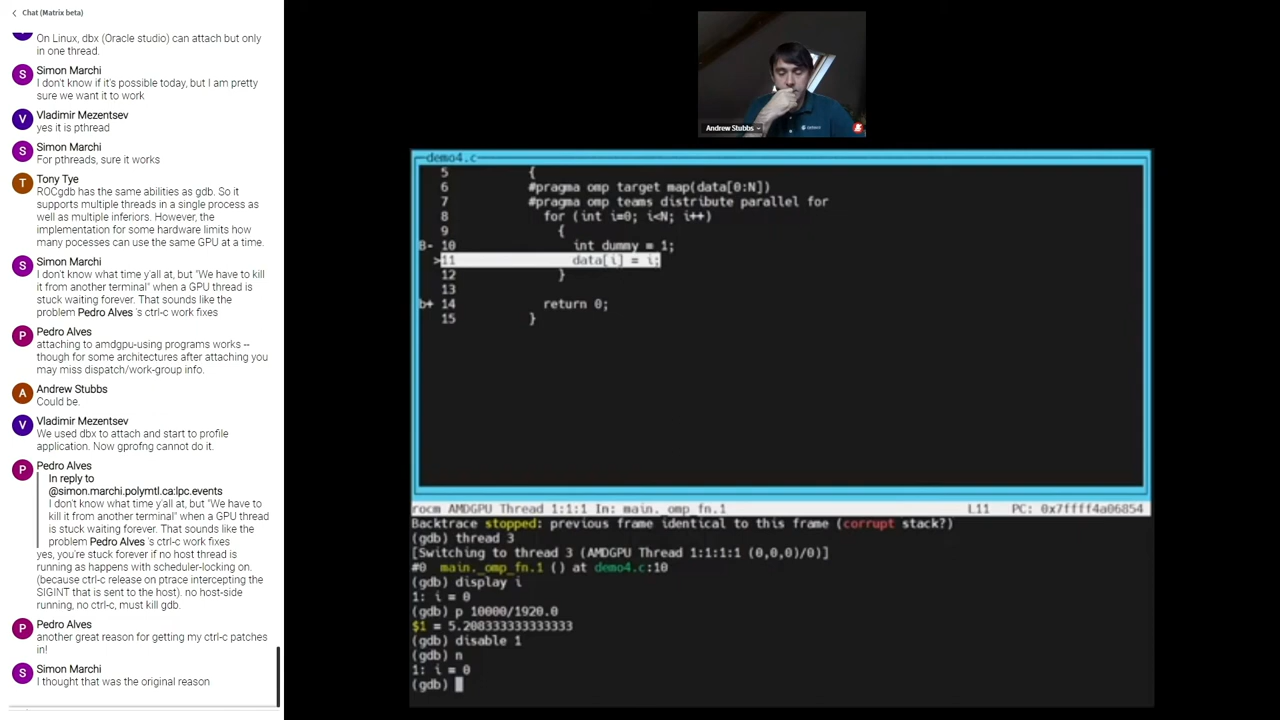 Chat (Matrix beta)
On Linux, dbx (Oracle studio) can attach but only
in one thread.
S
Simon Marchi
I don't know if it's possible today, but I am pretty
sure we want it to work
V
Vladimir Mezentsev
yes it is pthread
S
Simon Marchi
For pthreads, sure it works
T
Tony Tye
ROCgdb has the same abilities as gdb. So it
supports multiple threads in a single process as
well as multiple inferiors. However, the
implementation for some hardware limits how
many pocesses can use the same GPU at a time.
S
Simon Marchi
I don't know what time y'all at, but "We have to kill
it from another terminal" when a GPU thread is
stuck waiting forever. That sounds like the
problem Pedro Alves 's ctrl-c work fixes
P
Pedro Alves
attaching to amdgpu-using programs works --
though for some architectures after attaching you
may miss dispatch/work-group info.
A
Andrew Stubbs
Could be.
V
Vladimir Mezentsev
We used dbx to attach and start to profile
application. Now gprofng cannot do it.
P
Pedro Alves
In reply to
@simon.marchi.polymtl.ca:lpc.events
I don't know what time y'all at, but "We have to
kill it from another terminal" when a GPU thread
is stuck waiting forever. That sounds like the
problem Pedro Alves 's ctrl-c work fixes
yes, you're stuck forever if no host thread is
running as happens with scheduler-locking on.
(because ctrl-c release on ptrace intercepting the
SIGINT that is sent to the host). no host-side
running, no ctrl-c, must kill gdb.
P
Pedro Alves
another great reason for getting my ctrl-c patches
in!
S
Simon Marchi
I thought that was the original reason
Andrew Stubbs
demo4.c
5 {
6 #pragma omp target map(data[0:N])
7 #pragma omp teams distribute parallel for
8 for (int i=0; i<N; i++)
9 {
B- 10 int dummy = 1;
>11 data[i] = i;
12 }
13
b+ 14 return 0;
15 }
rocm AMDGPU Thread 1:1:1:1 In: main._omp_fn.1 L11 PC: 0x7ffff4a06854
Backtrace stopped: previous frame identical to this frame (corrupt stack?)
(gdb) thread 3
[Switching to thread 3 (AMDGPU Thread 1:1:1:1 (0,0,0)/0)]
#0 main._omp_fn.1 () at demo4.c:10
(gdb) display i
1: i = 0
(gdb) p 10000/1920.0
$1 = 5.208333333333333
(gdb) disable 1
(gdb) n
1: i = 0
(gdb)